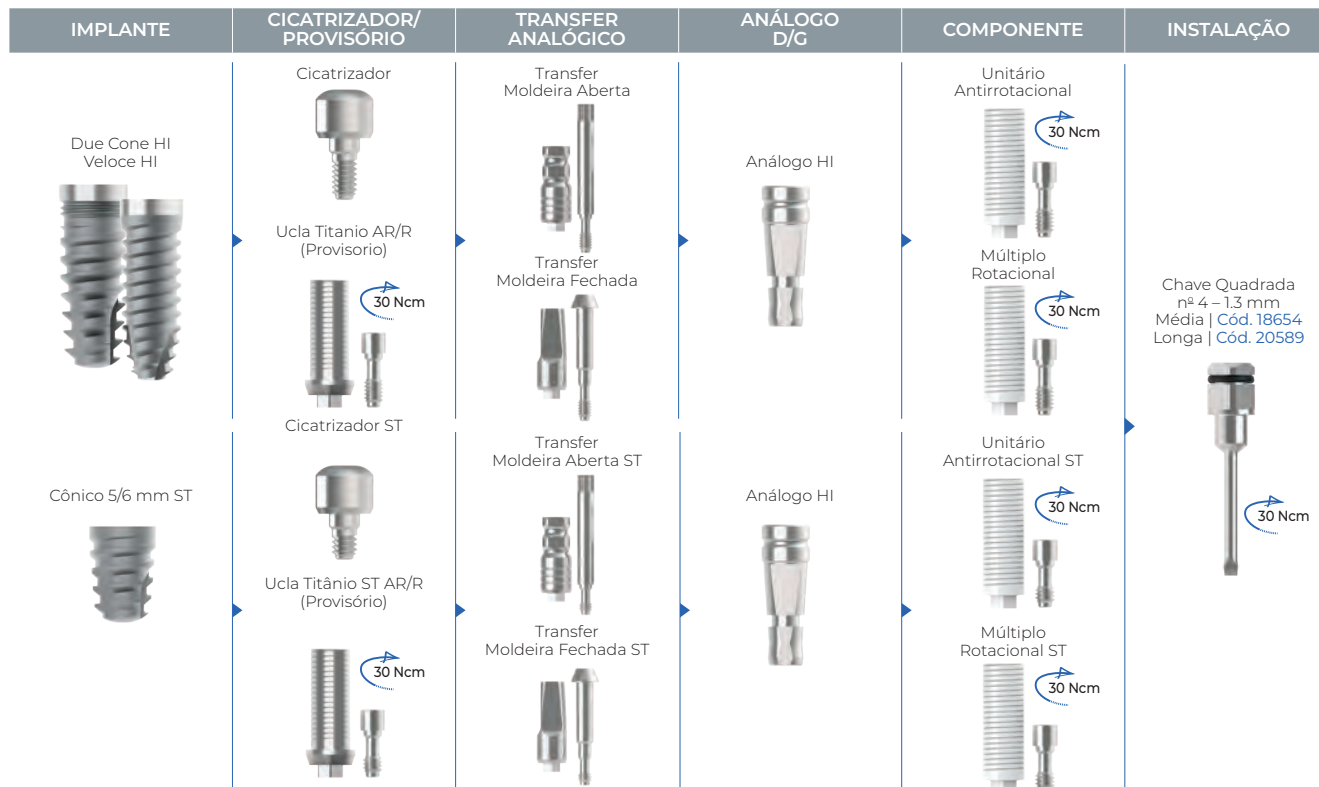 IMPLANTE
CICATRIZADOR/
PROVISÓRIO
TRANSFER
ANALÓGICO
ANÁLOGO
D/G
COMPONENTE
INSTALAÇÃO
Due Cone HI
Veloce HI
Cicatrizador
Ucla Titanio AR/R
(Provisorio)
30 Ncm
Transfer
Moldeira Aberta
Transfer
Moldeira Fechada
Análogo HI
Unitário
Antirrotacional
30 Ncm
Múltiplo
Rotacional
30 Ncm
Chave Quadrada
nº 4 – 1.3 mm
Média | Cód. 18654
Longa | Cód. 20589
30 Ncm
Cônico 5/6 mm ST
Cicatrizador ST
Ucla Titânio ST AR/R
(Provisório)
30 Ncm
Transfer
Moldeira Aberta ST
Transfer
Moldeira Fechada ST
Análogo HI
Unitário
Antirrotacional ST
30 Ncm
Múltiplo
Rotacional ST
30 Ncm